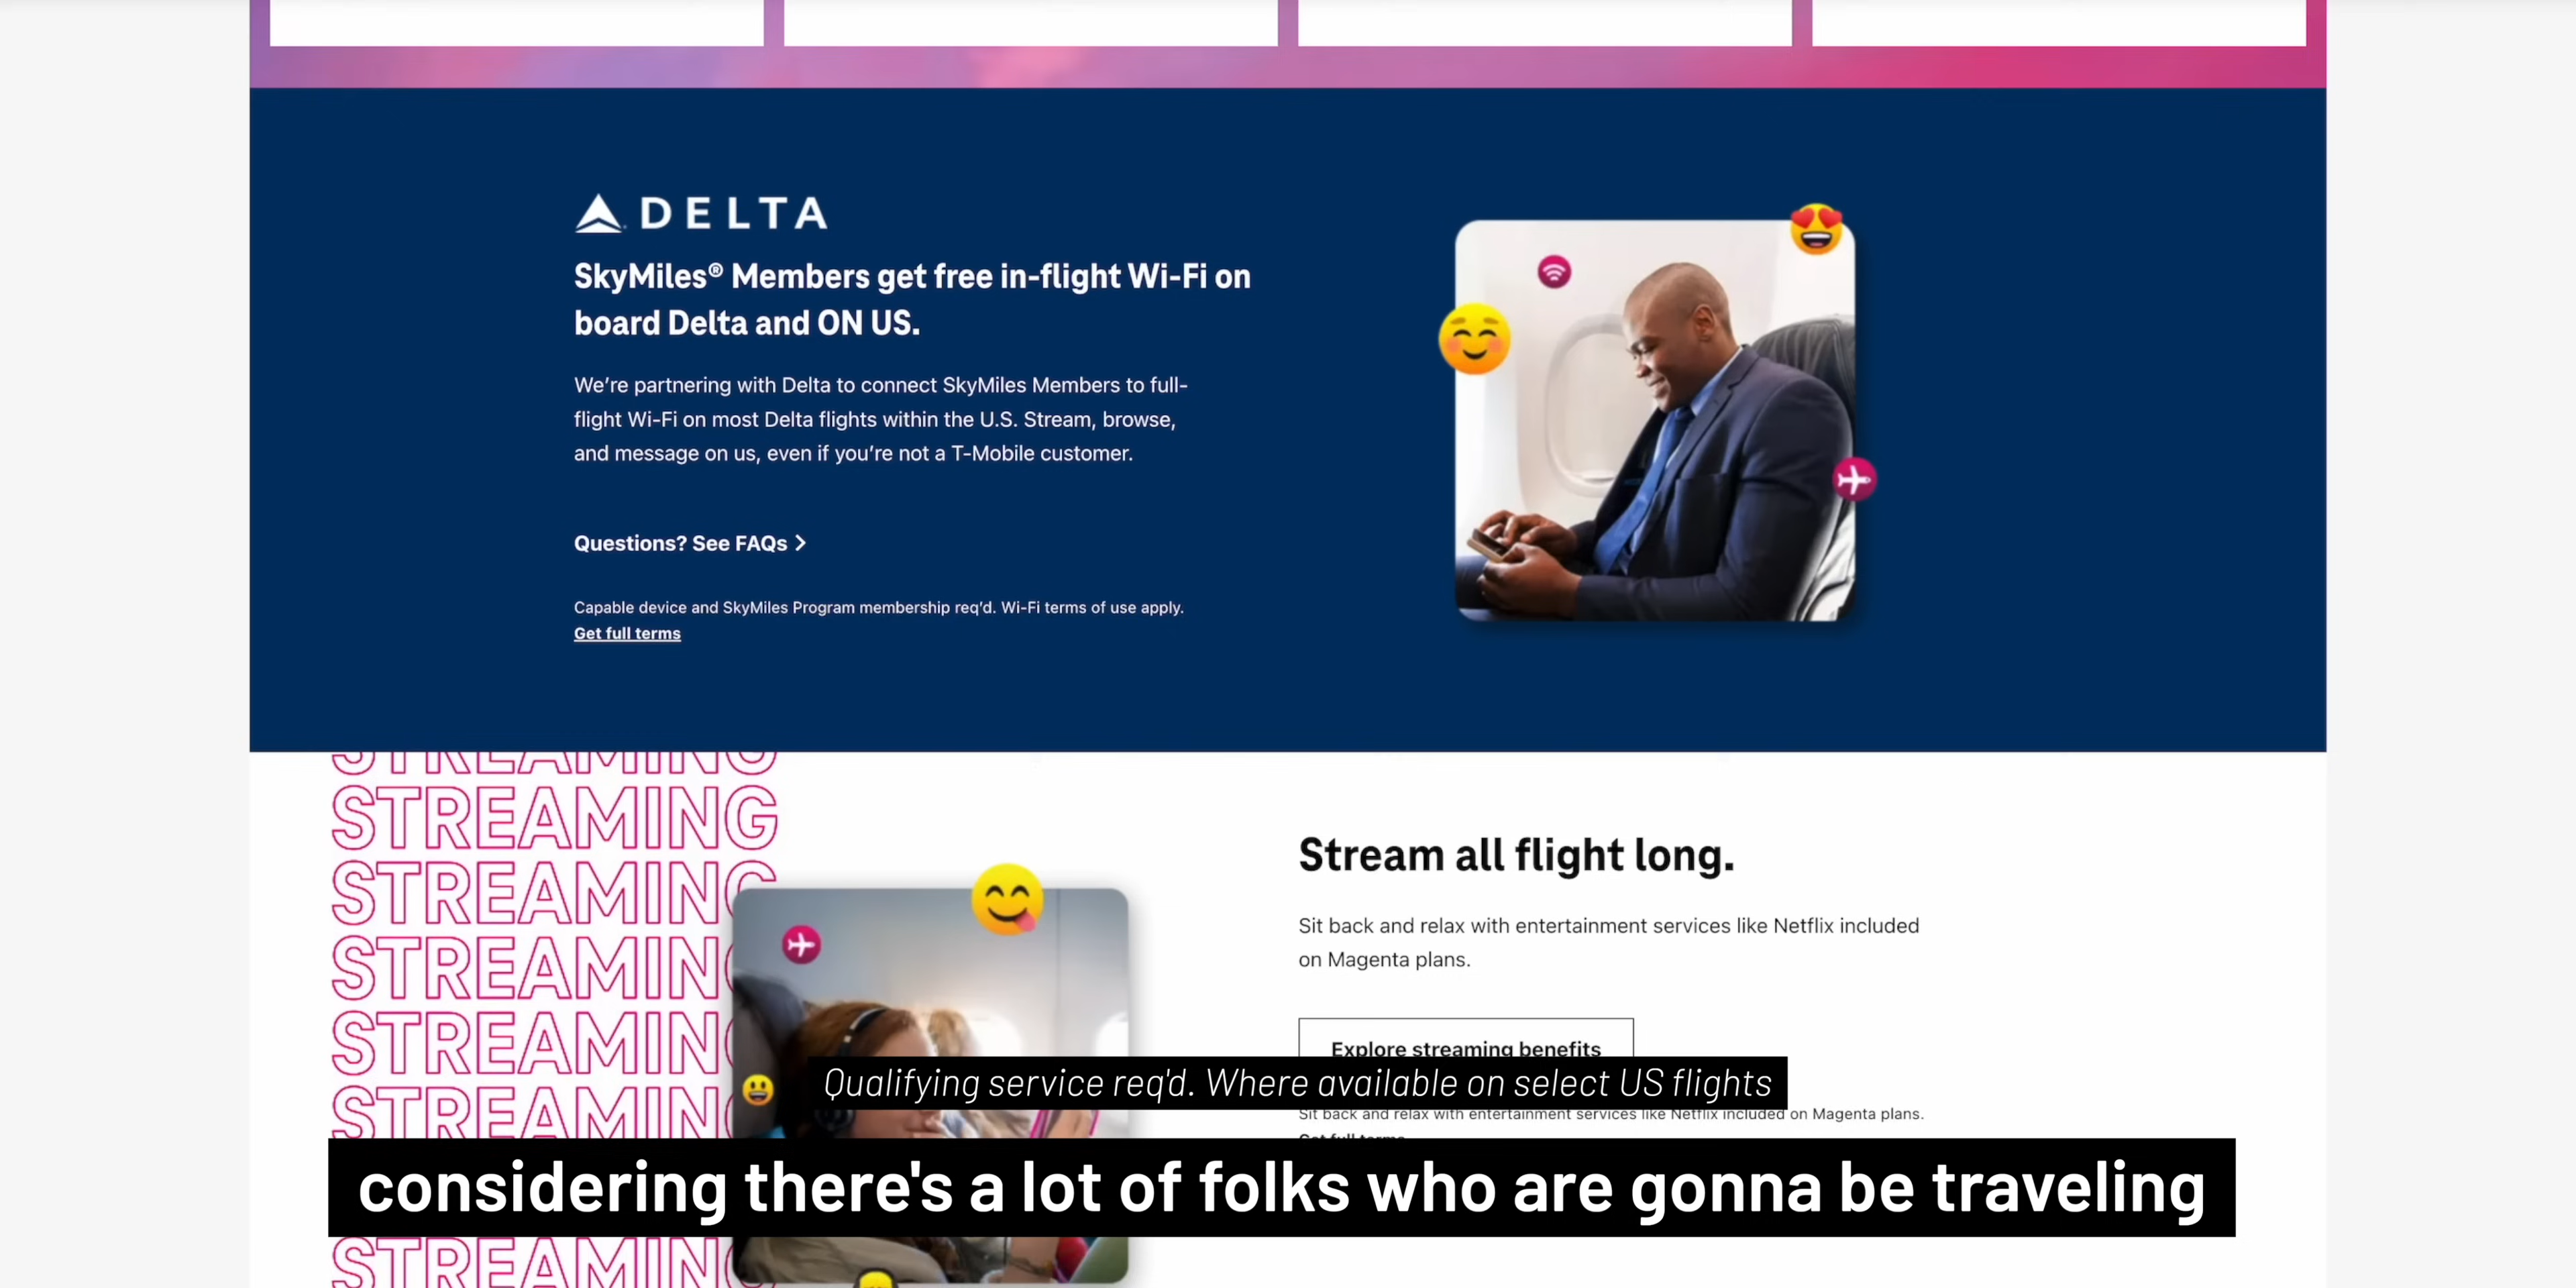 DELTA
SkyMiles® Members get free in-flight Wi-Fi on
board Delta and ON US.
We're partnering with Delta to connect SkyMiles Members to full-
flight Wi-Fi on most Delta flights within the U.S. Stream, browse,
and message on us, even if you're not a T-Mobile customer.
Questions? See FAQs
Capable device and SkyMiles Program membership req'd. Wi-Fi terms of use apply.
Get full terms
STREAMING
STREAMING
STREAMING
STREAMING
STREAMING
STREAMING
STREAMING
Stream all flight long.
Sit back and relax with entertainment services like Netflix included
on Magenta plans.
Explore streaming benefits
Qualifying service req'd. Where available on select US flights
Sit back and relax with entertainment services like Netflix included on Magenta plans.
Get full terms
considering there's a lot of folks who are gonna be traveling
STREAMING